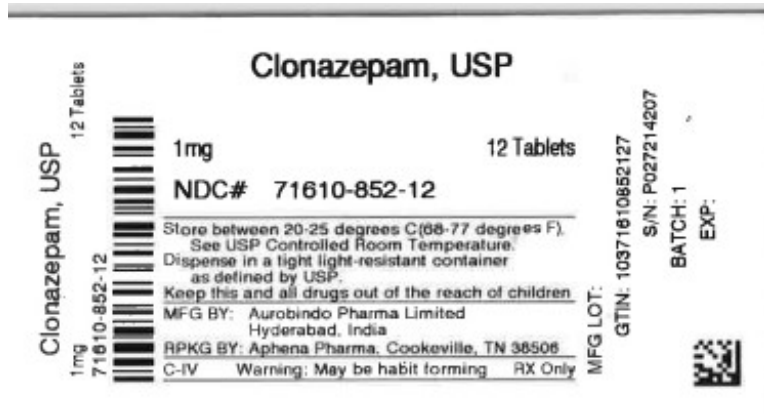 Clonazepam, USP
1mg 12 Tablets
NDC# 71610-852-12
Store between 20-25 degrees C(68-77 degrees F).
See USP Controlled Room Temperature.
Dispense in a tight light-resistant container
as defined by USP.
Keep this and all drugs out of the reach of children
MFG BY: Aurobindo Pharma Limited
Hyderabad, India
RPKG BY: Aphena Pharma, Cookeville, TN 38506
C-IV Warning: May be habit forming RX Only
Clonazepam, USP
1mg 12 Tablets
71610-852-12
MFG LOT:
GTIN: 10371610852127
S/N: P027214207
BATCH: 1
EXP: